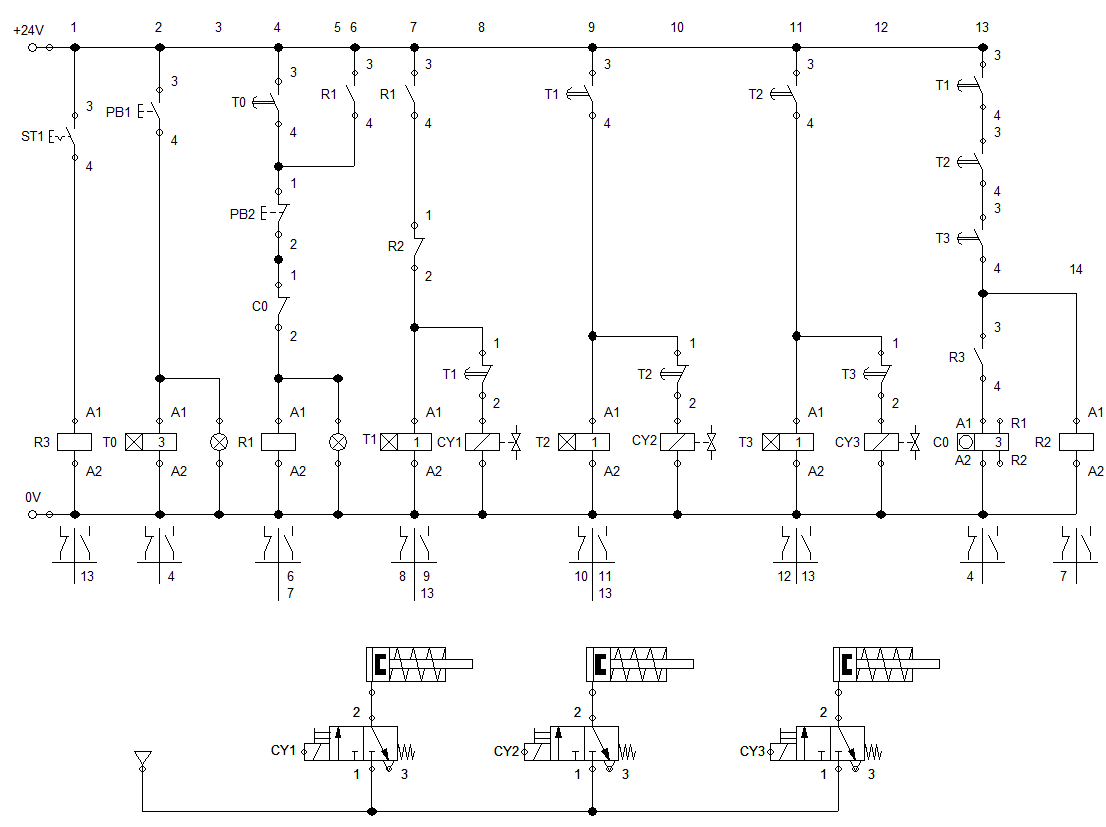 1 2 3 4 5 6 7 8 9 10 11 12 13
+24V
3 3 3 3 3 3 3 3
T1
T0 R1 R1 T1 T2
PB1
3
4 4 4 4 4 4
ST1 4 3
4 T2
1 4
PB2 1 3
2 R2 T3
1 2 4 14
C0
2 3
1 1 1 R3
T1 T2 T3
2 2 2 4
A1 A1 A1 A1 A1 A1 A1 R1 A1
R3 T0 3 R1 T1 1 CY1 T2 1 CY2 T3 1 CY3 C0 3 R2
A2 A2 A2 A2 A2 A2 A2 R2 A2
0V
13 4 6 8 9 10 11 12 13 4 7
7 13 13
2 2 2
CY1 CY2 CY3
1 3 1 3 1 3